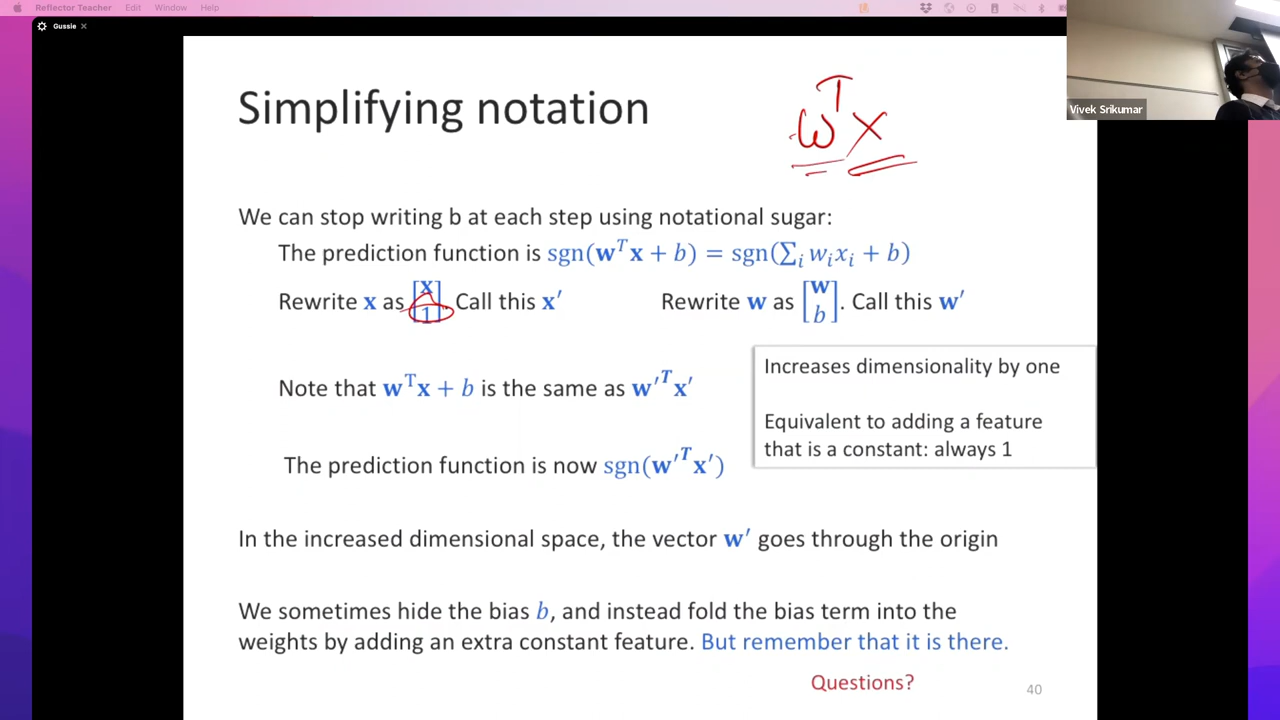 Reflector Teacher Edit Window Help
Gussie
Vivek Srikumar
Simplifying notation
wᵀx
We can stop writing b at each step using notational sugar:
The prediction function is sgn(𝐰ᵀ𝐱 + b) = sgn(∑ᵢ wᵢxᵢ + b)
Rewrite 𝐱 as [𝐱 1]. Call this 𝐱′ Rewrite 𝐰 as [𝐰 b]. Call this 𝐰′
Increases dimensionality by one
Note that 𝐰ᵀ𝐱 + b is the same as 𝐰′ᵀ𝐱′
Equivalent to adding a feature
that is a constant: always 1
The prediction function is now sgn(𝐰′ᵀ𝐱′)
In the increased dimensional space, the vector 𝐰′ goes through the origin
We sometimes hide the bias b, and instead fold the bias term into the
weights by adding an extra constant feature. But remember that it is there.
Questions?
40